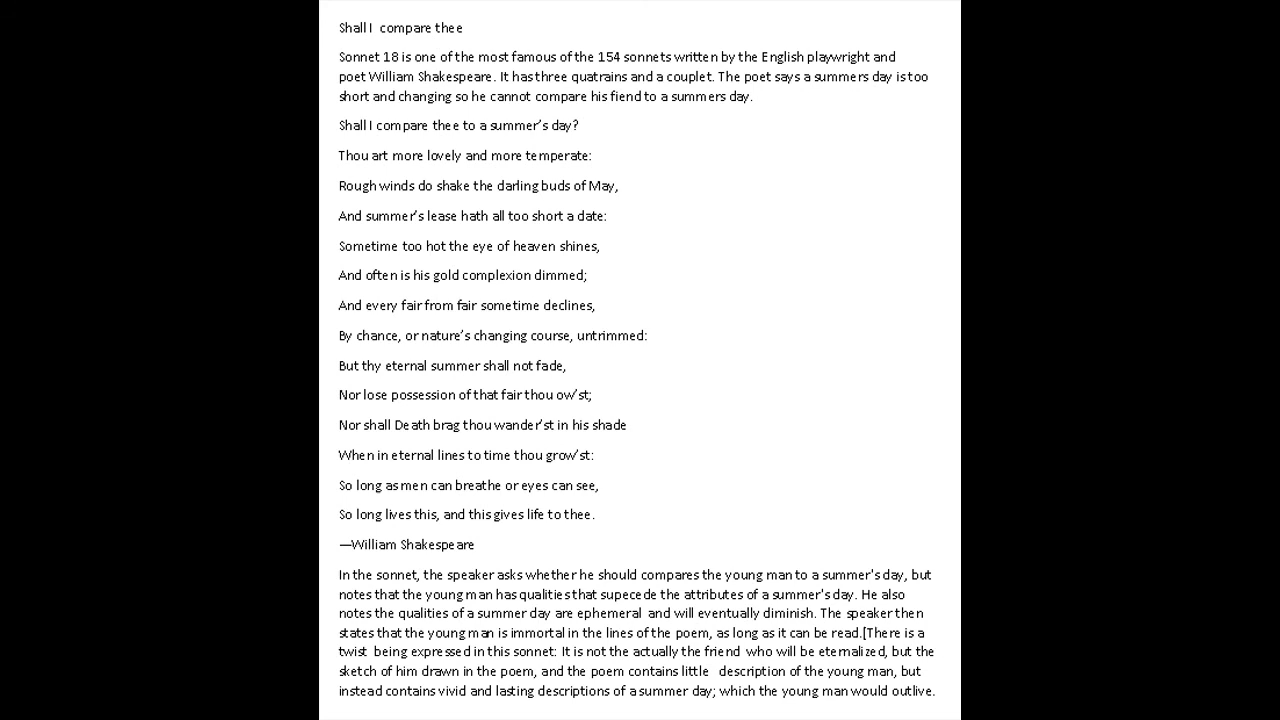 Shall I  compare thee
Sonnet 18 is one of the most famous of the 154 sonnets written by the English playwright and
poet William Shakespeare. It has three quatrains and a couplet. The poet says a summers day is too
short and changing so he cannot compare his fiend to a summers day.
Shall I compare thee to a summer’s day?
Thou art more lovely and more temperate:
Rough winds do shake the darling buds of May,
And summer’s lease hath all too short a date:
Sometime too hot the eye of heaven shines,
And often is his gold complexion dimmed;
And every fair from fair sometime declines,
By chance, or nature’s changing course, untrimmed:
But thy eternal summer shall not fade,
Nor lose possession of that fair thou ow’st;
Nor shall Death brag thou wander’st in his shade
When in eternal lines to time thou grow’st:
So long as men can breathe or eyes can see,
So long lives this, and this gives life to thee.
—William Shakespeare
In the sonnet, the speaker asks whether he should compares the young man to a summer's day, but
notes that the young man has qualities that supecede the attributes of a summer's day. He also
notes the qualities of a summer day are ephemeral  and will eventually diminish. The speaker then
states that the young man is immortal in the lines of the poem, as long as it can be read.[There is a
twist  being expressed in this sonnet: It is not the actually the friend  who will be eternalized, but the
sketch of him drawn in the poem, and the poem contains little   description of the young man, but
instead contains vivid and lasting descriptions of a summer day; which the young man would outlive.